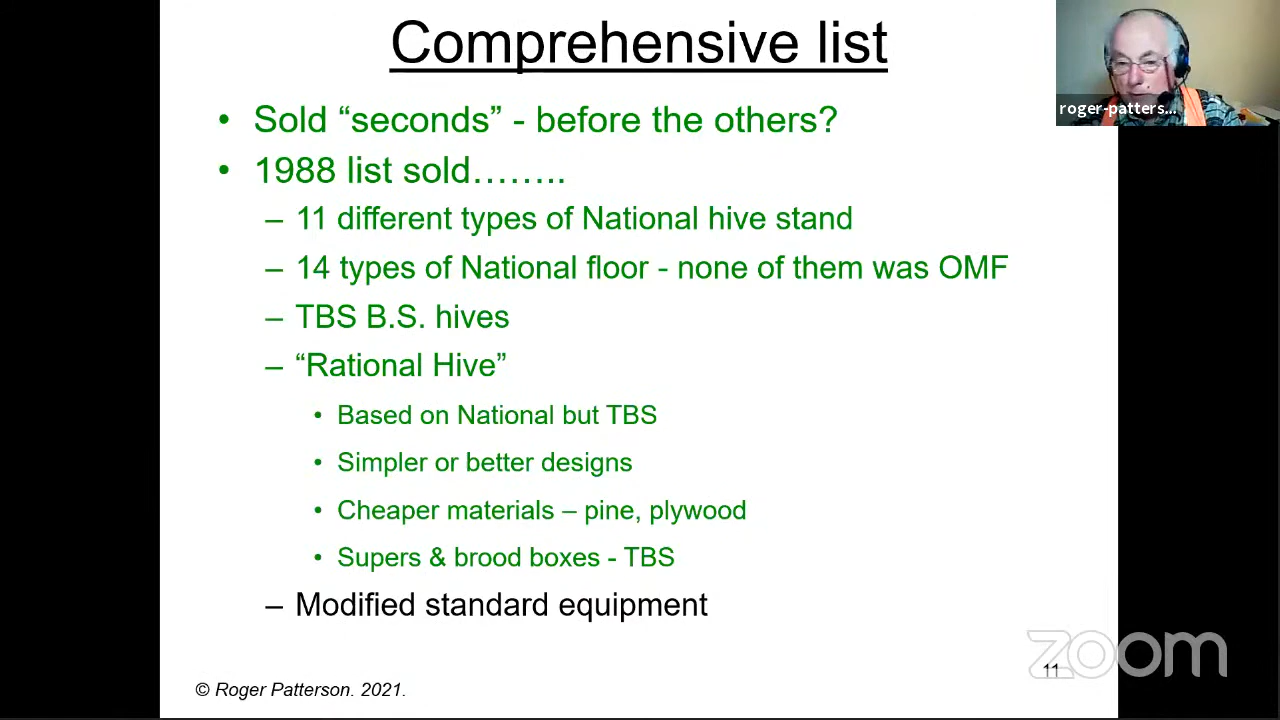 Comprehensive list
roger-patters...
• Sold “seconds” - before the others?
• 1988 list sold……..
– 11 different types of National hive stand
– 14 types of National floor - none of them was OMF
– TBS B.S. hives
– “Rational Hive”
• Based on National but TBS
• Simpler or better designs
• Cheaper materials – pine, plywood
• Supers & brood boxes - TBS
– Modified standard equipment
zoom
11
© Roger Patterson. 2021.